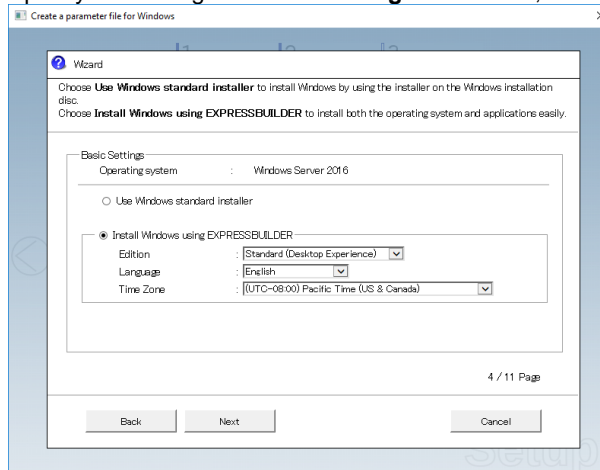 Create a parameter file for Windows
Wizard
Choose Use Windows standard installer to install Windows by using the installer on the Windows installation
disc.
Choose Install Windows using EXPRESSBUILDER to install both the operating system and applications easily.
Basic Settings
Operating system : Windows Server 2016
Use Windows standard installer
Install Windows using EXPRESSBUILDER
Edition : Standard (Desktop Experience)
Language : English
Time Zone : (UTC-08:00) Pacific Time (US & Canada)
4 / 11 Page
Back Next Cancel
Setup